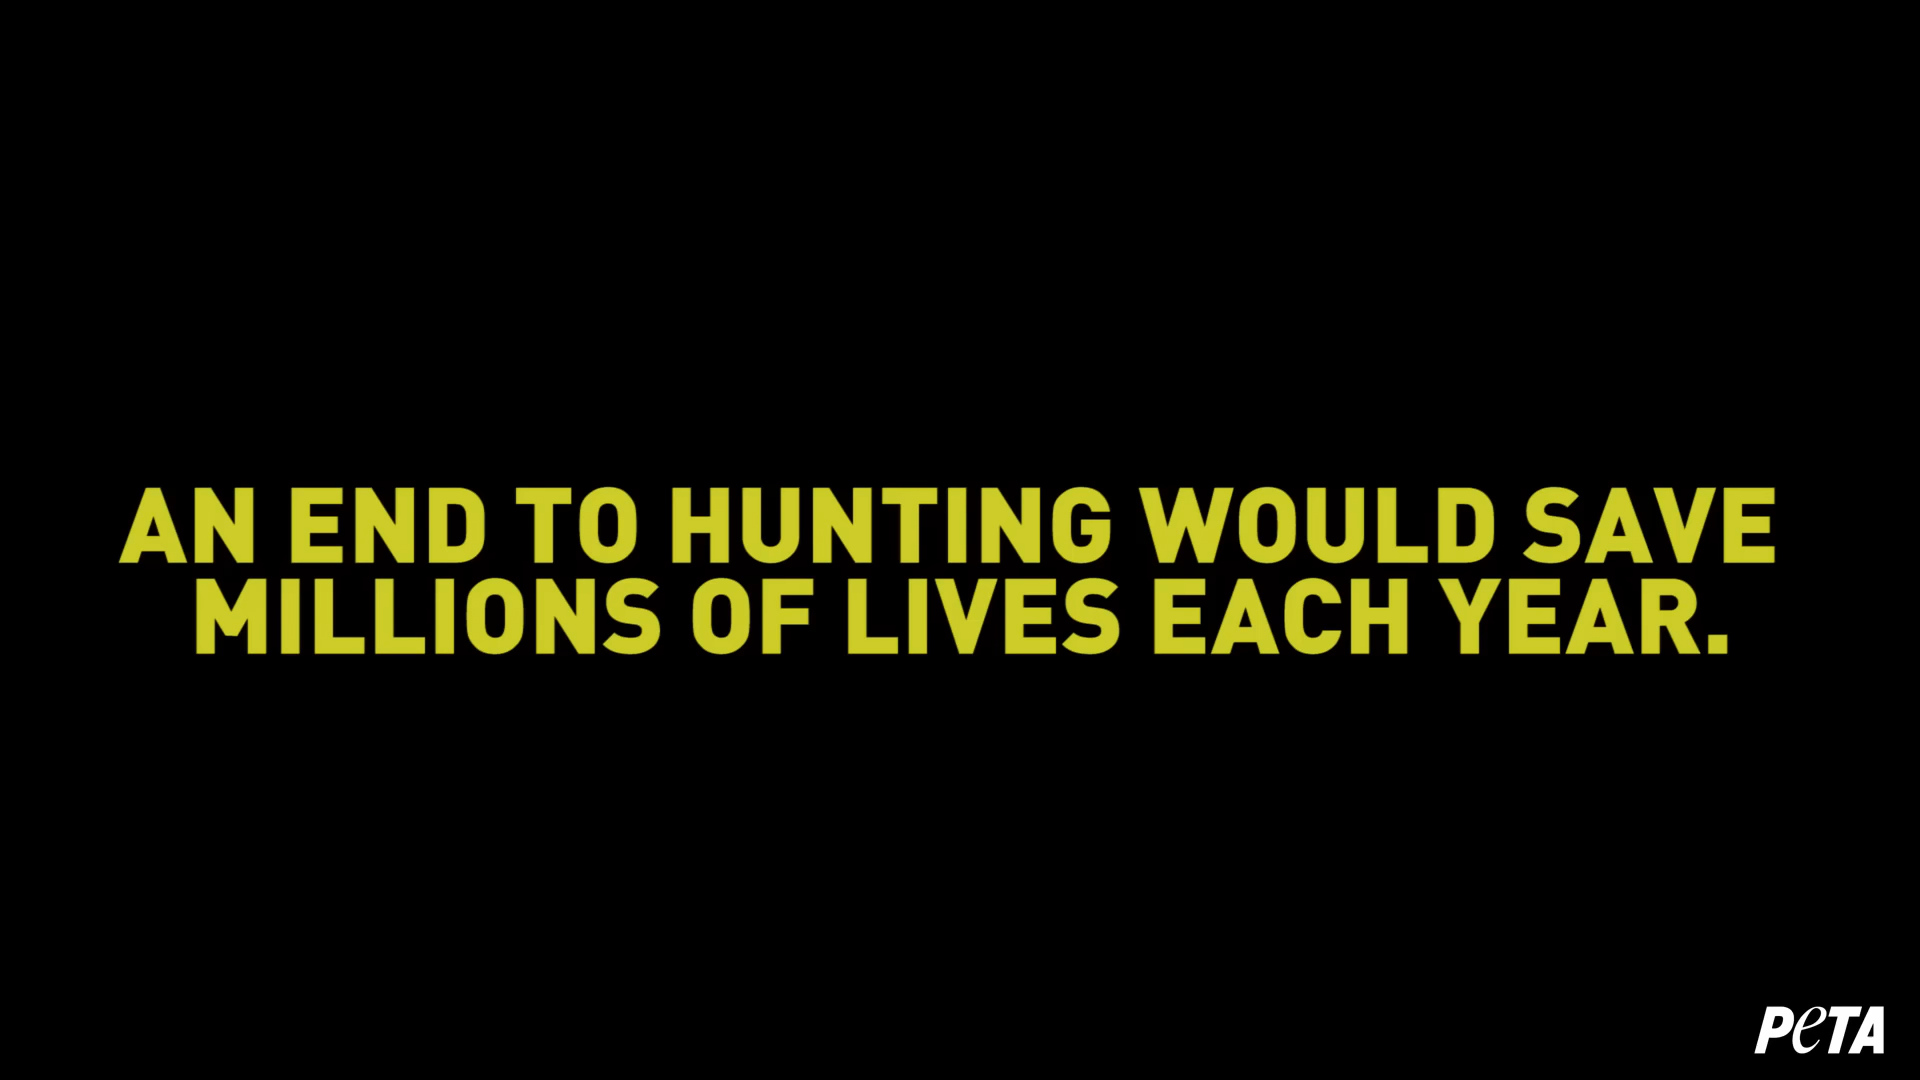 AN END TO HUNTING WOULD SAVE
MILLIONS OF LIVES EACH YEAR.
PeTA